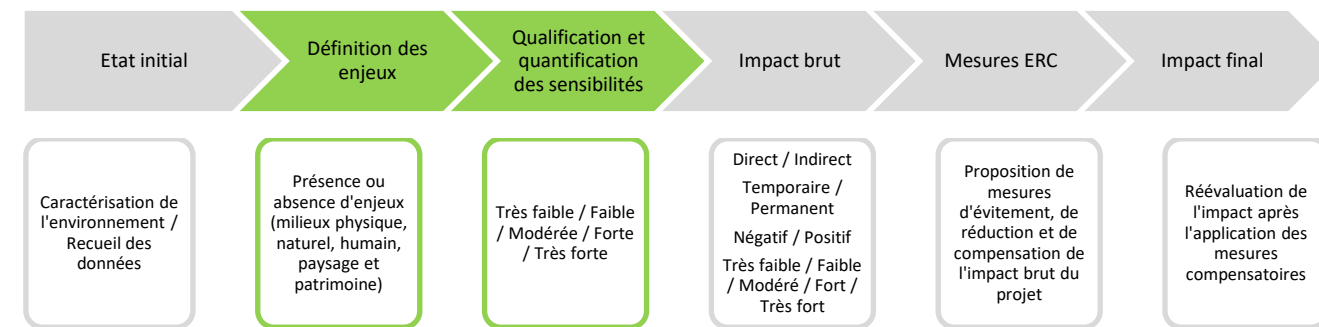 Etat initial
Définition des
enjeux
Qualification et
quantification
des sensibilités
Impact brut
Mesures ERC
Impact final
Caractérisation de
l'environnement /
Recueil des
données
Présence ou
absence d'enjeux
(milieux physique,
naturel, humain,
paysage et
patrimoine)
Très faible / Faible
/ Modérée / Forte
/ Très forte
Direct / Indirect
Temporaire /
Permanent
Négatif / Positif
Très faible / Faible
/ Modéré / Fort /
Très fort
Proposition de
mesures
d'évitement, de
réduction et de
compensation de
l'impact brut du
projet
Réévaluation de
l'impact après
l'application des
mesures
compensatoires